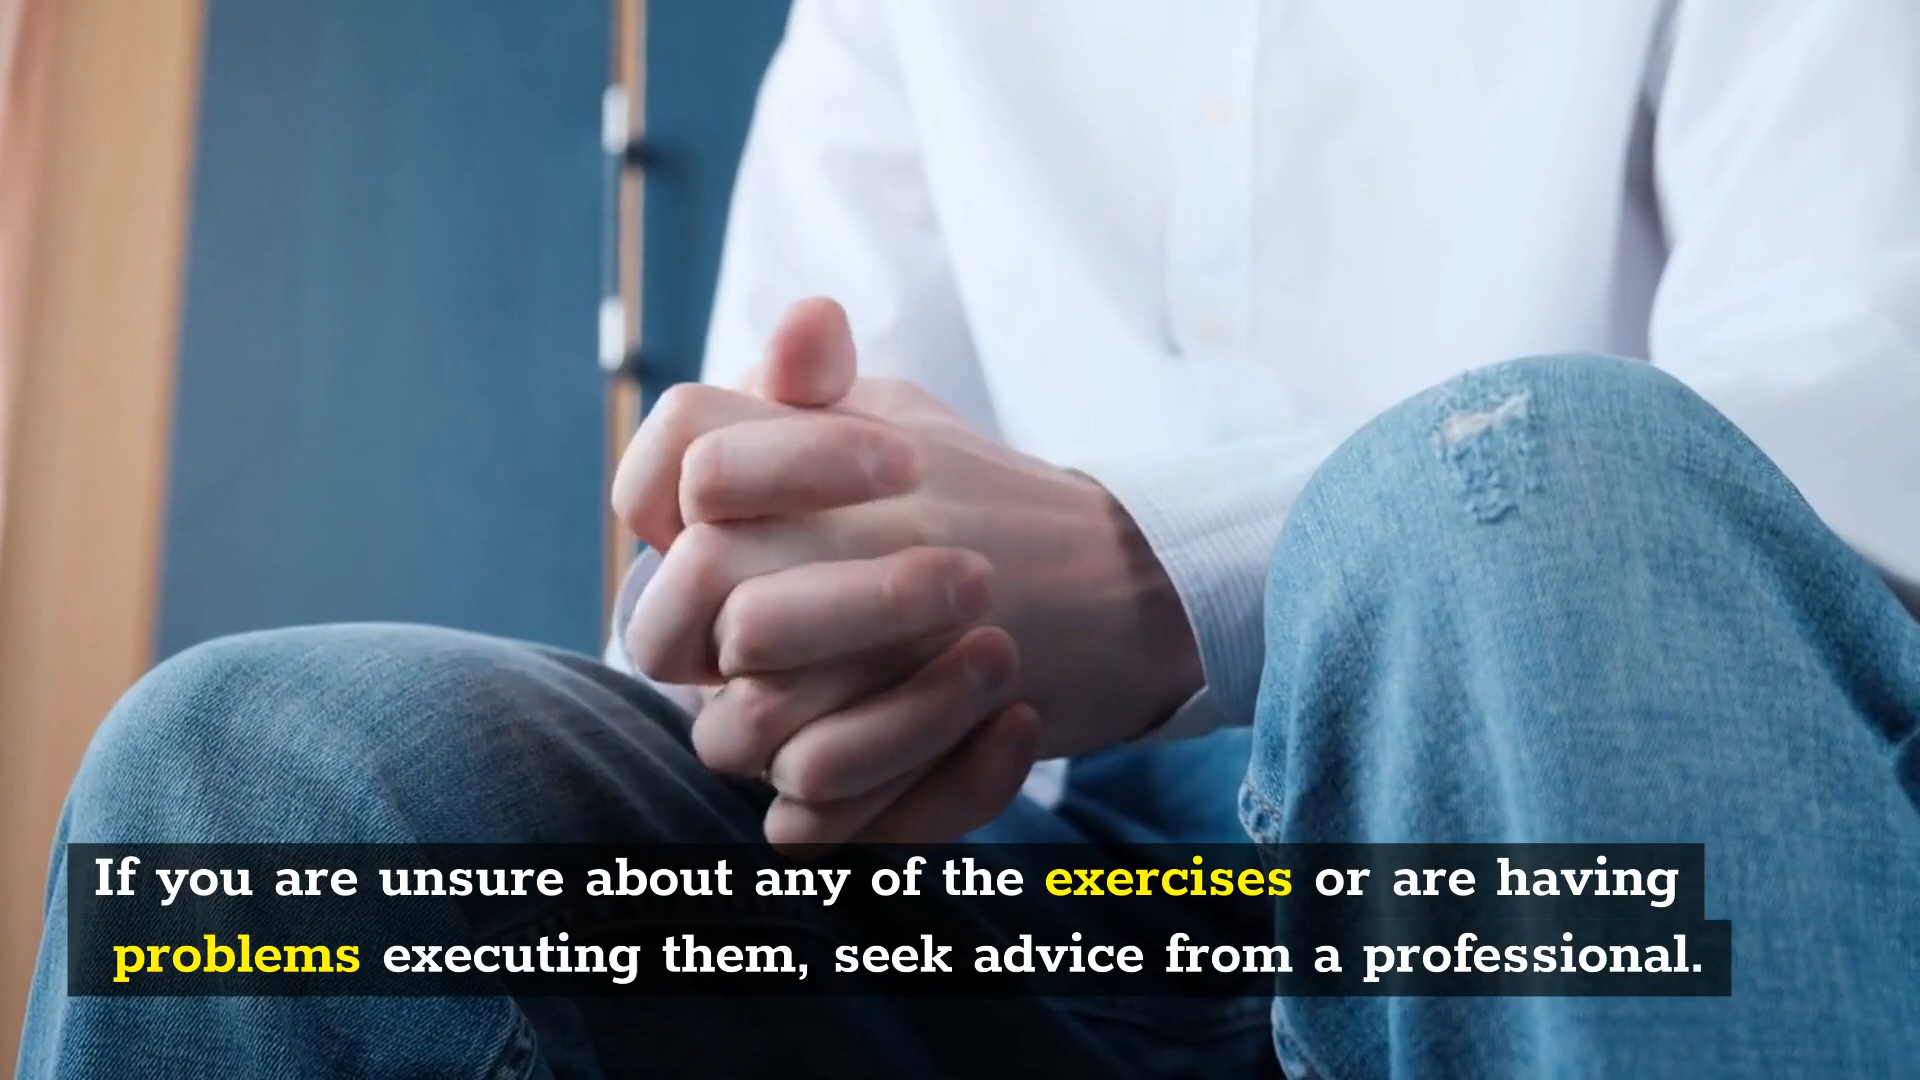 If you are unsure about any of the exercises or are having
problems executing them, seek advice from a professional.